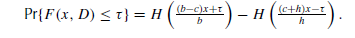 Pr{F(x, D) ≤ τ} = H ( (b−c)x+τ / b ) − H ( (c+h)x−τ / h ) .